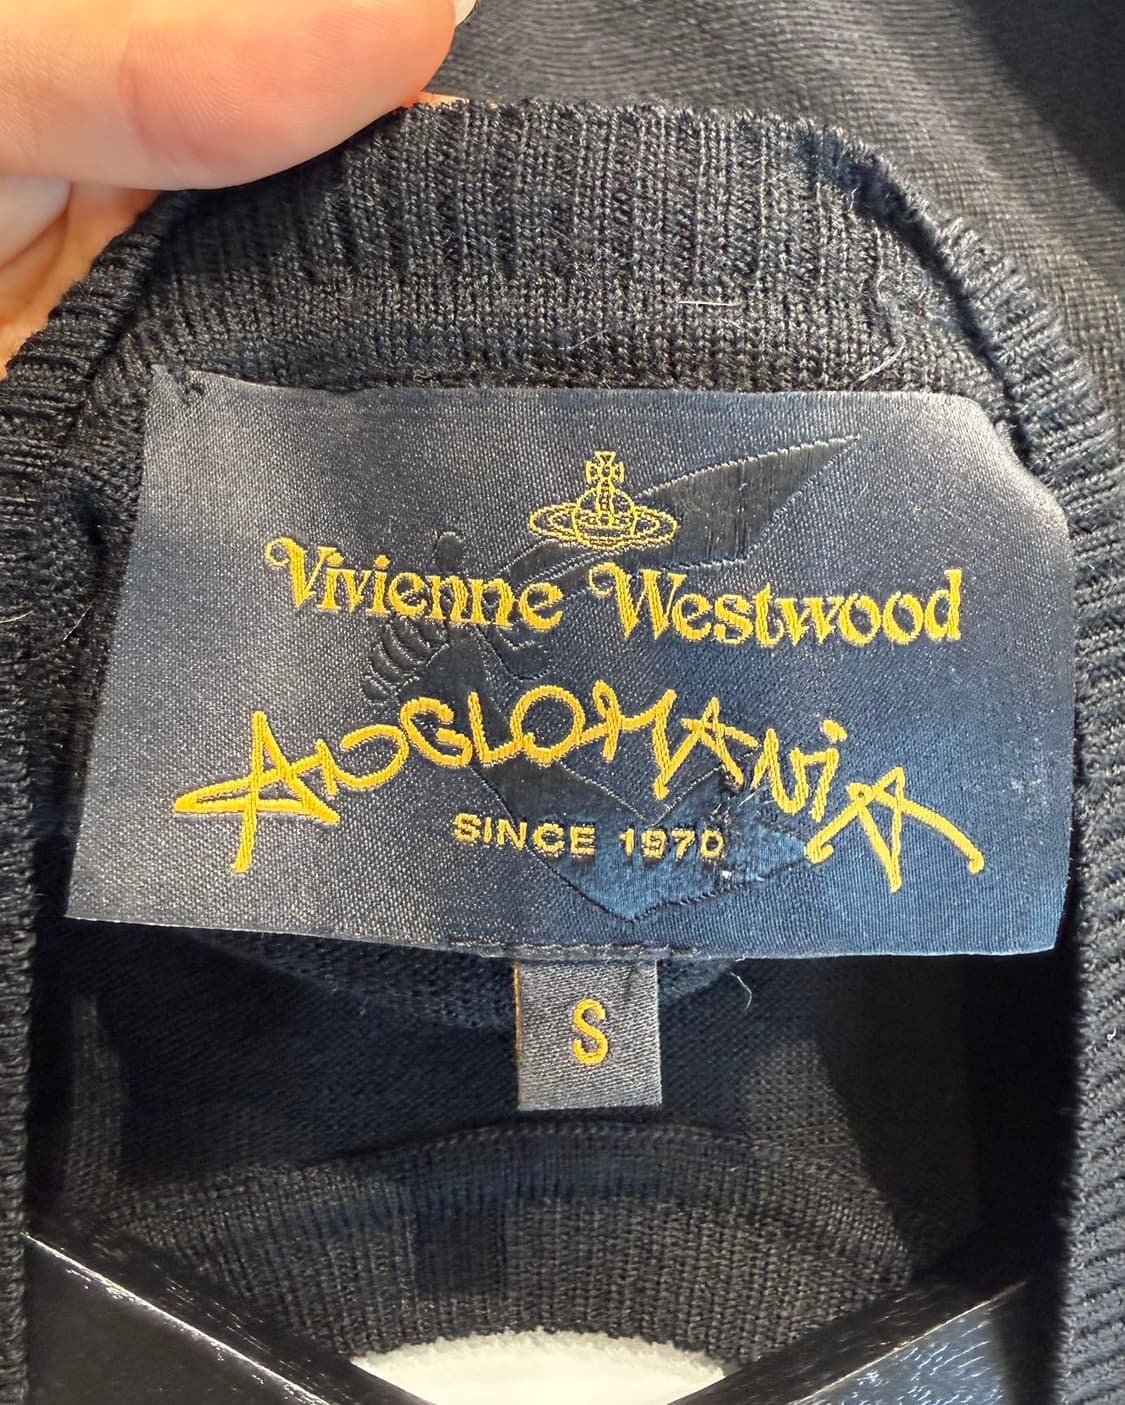 Vivienne Westwood
ANGLOMANiA
SINCE 1970
S